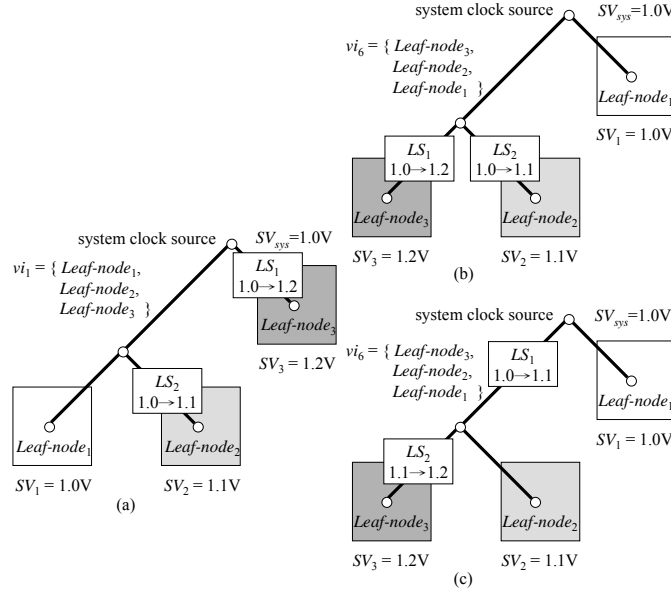 system clock source
SV_sys=1.0V
vi₁ = { Leaf-node₁,
Leaf-node₂,
Leaf-node₃ }
LS₁
1.0→1.2
Leaf-node₃
SV₃ = 1.2V
LS₂
1.0→1.1
Leaf-node₁
Leaf-node₂
SV₁ = 1.0V
SV₂ = 1.1V
(a)
system clock source
SV_sys=1.0V
vi₆ = { Leaf-node₃,
Leaf-node₂,
Leaf-node₁ }
Leaf-node₁
SV₁ = 1.0V
LS₁
1.0→1.2
LS₂
1.0→1.1
Leaf-node₃
Leaf-node₂
SV₃ = 1.2V
SV₂ = 1.1V
(b)
system clock source
SV_sys=1.0V
vi₆ = { Leaf-node₃,
Leaf-node₂,
Leaf-node₁ }
LS₁
1.0→1.1
Leaf-node₁
SV₁ = 1.0V
LS₂
1.1→1.2
Leaf-node₃
Leaf-node₂
SV₃ = 1.2V
SV₂ = 1.1V
(c)